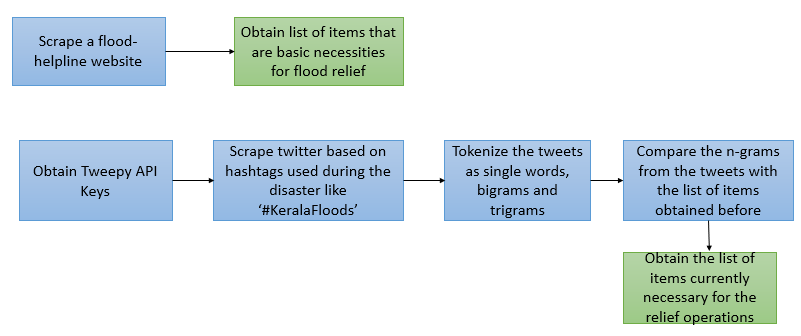 Scrape a flood-
helpline website
Obtain list of items that
are basic necessities
for flood relief
Obtain Tweepy API
Keys
Scrape twitter based on
hashtags used during the
disaster like
‘#KeralaFloods’
Tokenize the tweets
as single words,
bigrams and
trigrams
Compare the n-grams
from the tweets with
the list of items
obtained before
Obtain the list of
items currently
necessary for the
relief operations